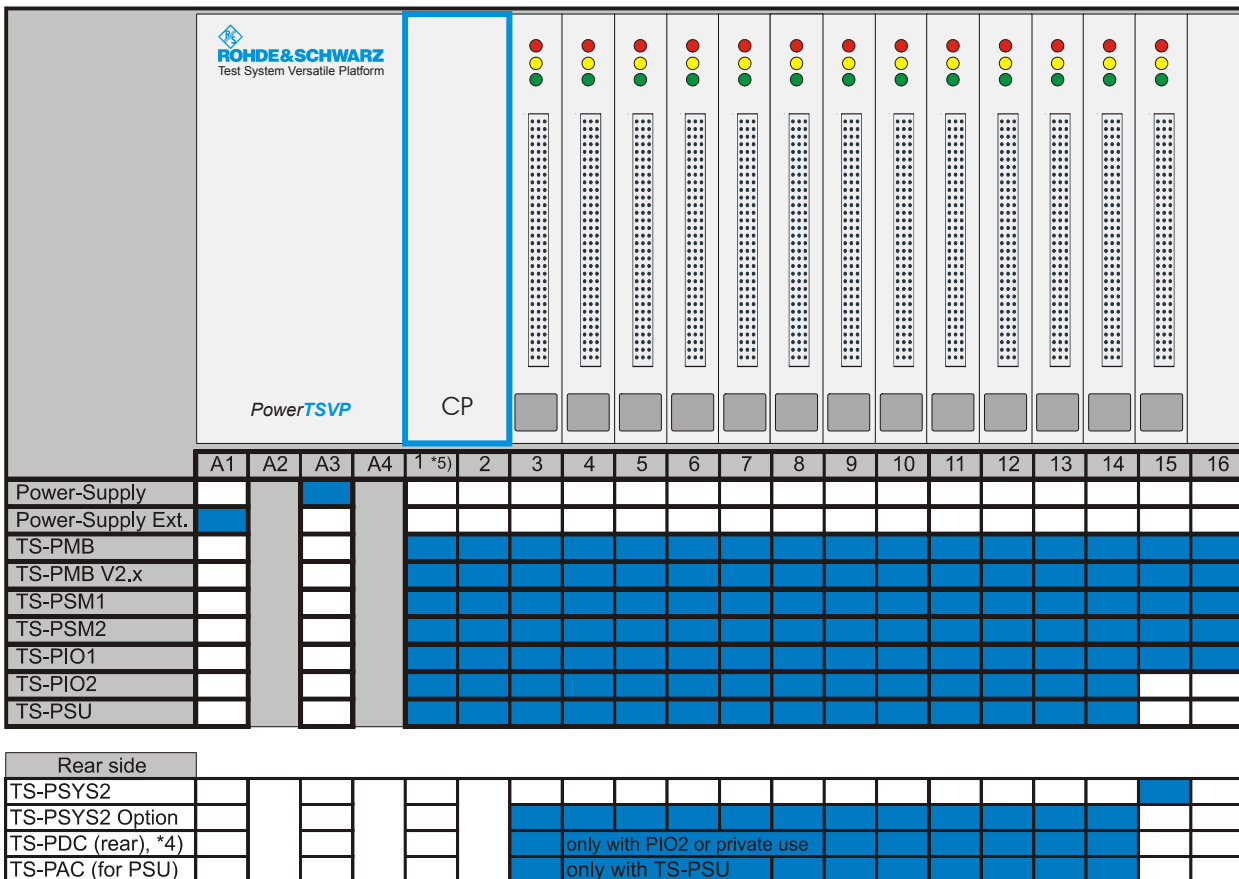 ROHDE&SCHWARZ
Test System Versatile Platform
PowerTSVP
CP
A1 A2 A3 A4 1 *5) 2 3 4 5 6 7 8 9 10 11 12 13 14 15 16
Power-Supply
Power-Supply Ext.
TS-PMB
TS-PMB V2.x
TS-PSM1
TS-PSM2
TS-PIO1
TS-PIO2
TS-PSU
Rear side
TS-PSYS2
TS-PSYS2 Option
TS-PDC (rear), *4) only with PIO2 or private use
TS-PAC (for PSU) only with TS-PSU